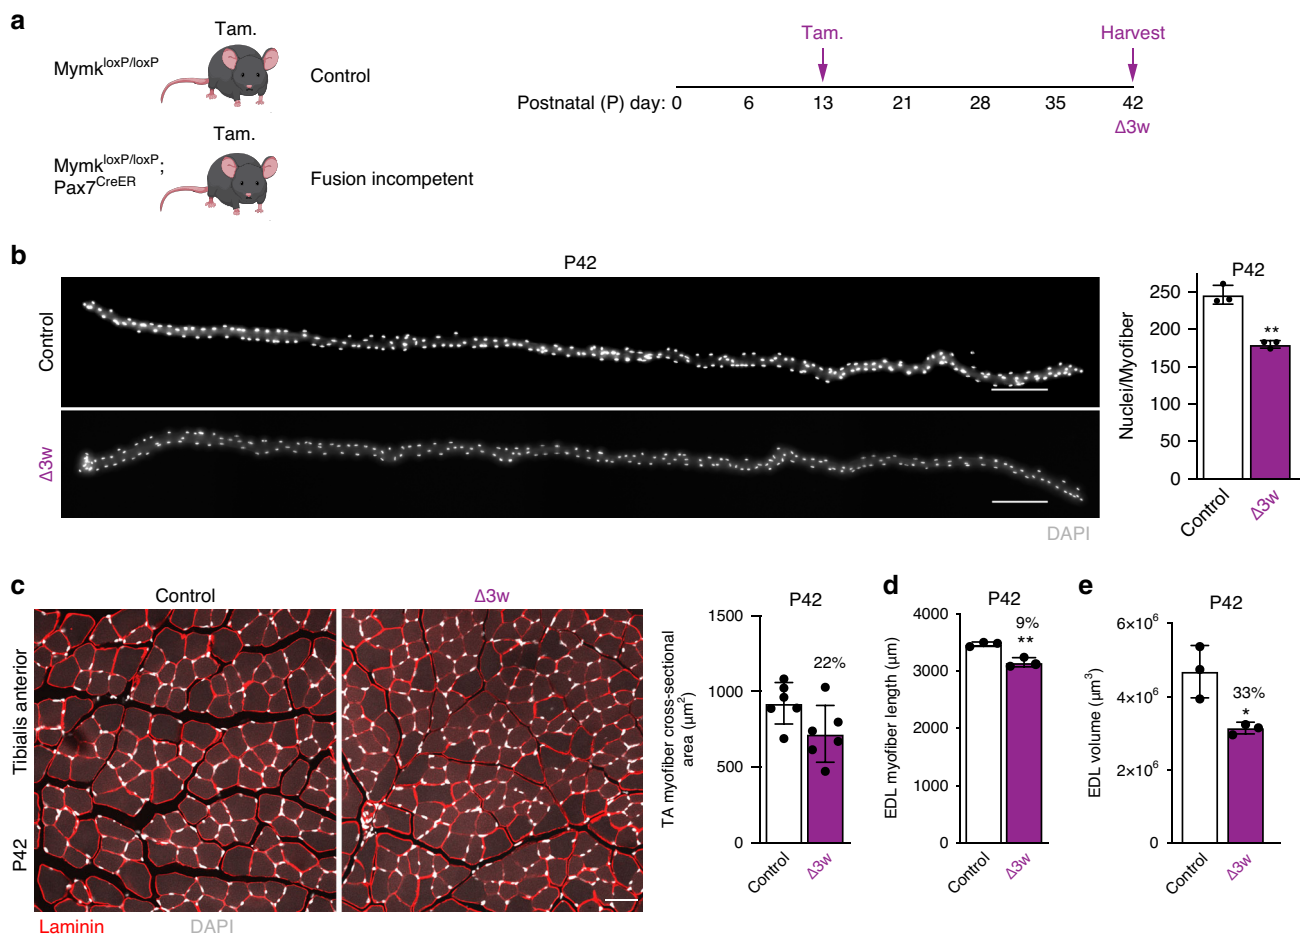 a
Tam.
Mymk^loxP/loxP
Control
Tam.
Mymk^loxP/loxP;
Pax7^CreER
Fusion incompetent
Tam.
Harvest
Postnatal (P) day: 0 6 13 21 28 35 42
Δ3w
b
P42
Control
Δ3w
DAPI
P42
Nuclei/Myofiber
250
200
150
100
50
0
**
Control
Δ3w
c
Control
Δ3w
Tibialis anterior
P42
Laminin
DAPI
P42
TA myofiber cross-sectional
area (μm²)
1500
1000
500
0
22%
Control
Δ3w
d
P42
EDL myofiber length (μm)
4000
3000
2000
1000
0
9%
**
Control
Δ3w
e
P42
EDL volume (μm³)
6×10⁶
4×10⁶
2×10⁶
0
33%
*
Control
Δ3w